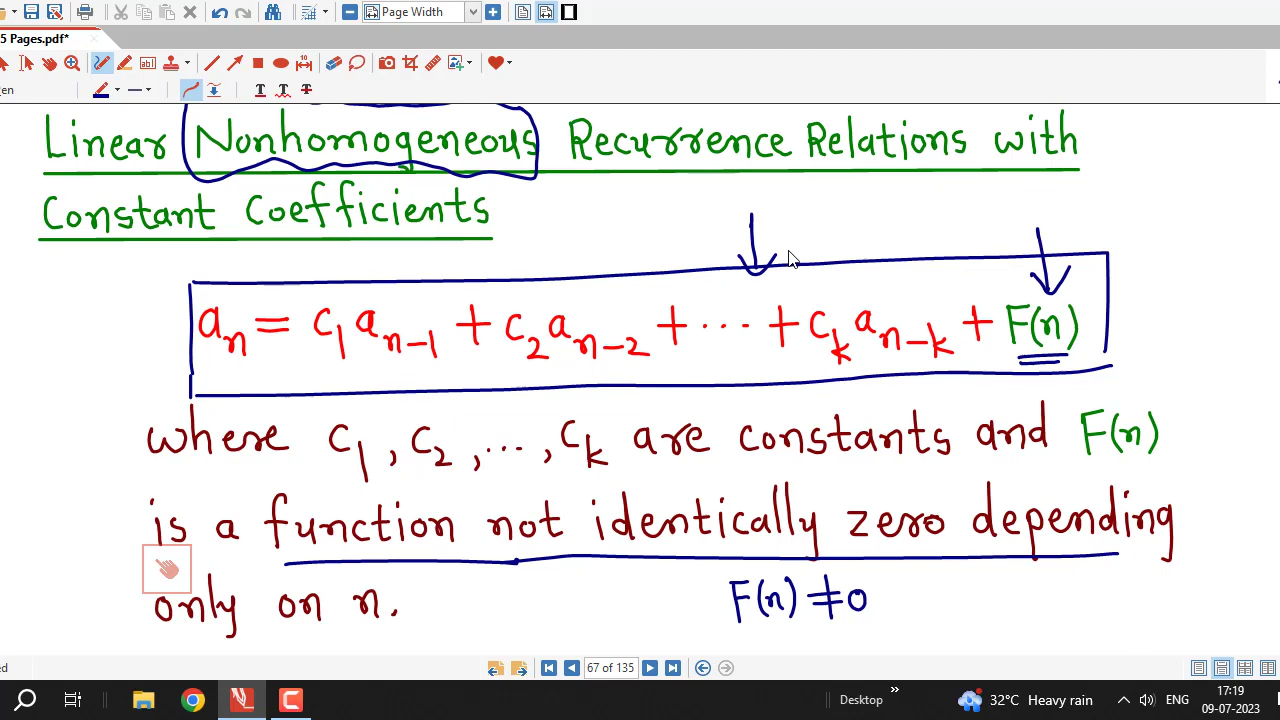 Page Width
5 Pages.pdf*
10
Linear Nonhomogeneous Recurrence Relations with
Constant Coefficients
aₙ = c₁aₙ₋₁ + c₂aₙ₋₂ + ⋯ + cₖaₙ₋ₖ + F(n)
where c₁, c₂, ⋯, cₖ are constants and F(n)
is a function not identically zero depending
only on n.
F(n) ≠ 0
67 of 135
Desktop
»
32°C Heavy rain
ENG
17:19
09-07-2023